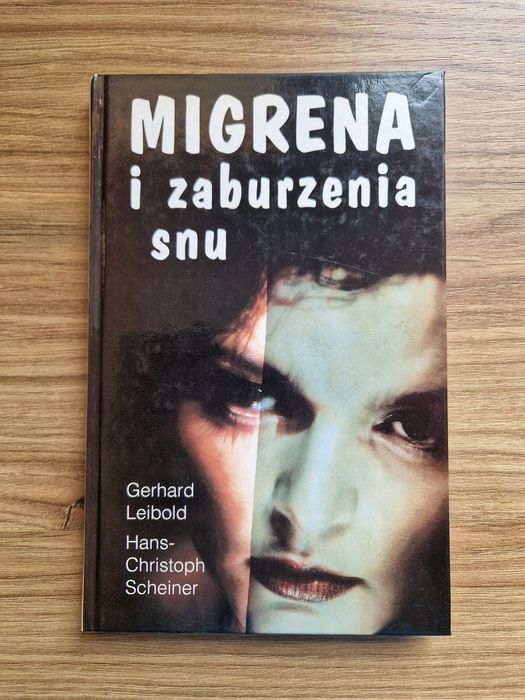 MIGRENA
i zaburzenia
snu
Gerhard
Leibold
Hans-
Christoph
Scheiner